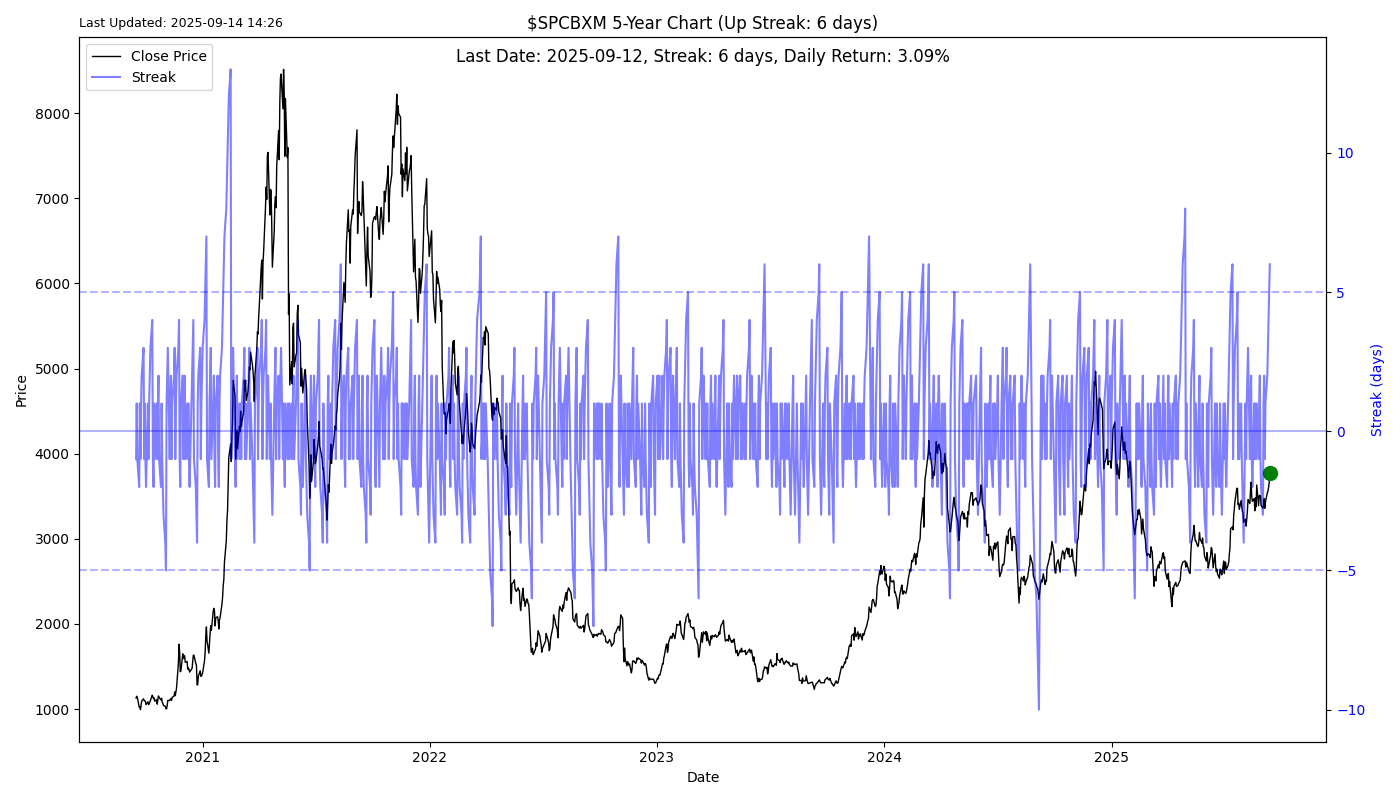 Last Updated: 2025-09-14 14:26
$SPCBXM 5-Year Chart (Up Streak: 6 days)
Last Date: 2025-09-12, Streak: 6 days, Daily Return: 3.09%
Close Price
Streak
8000
7000
6000
5000
4000
3000
2000
1000
Price
10
5
0
−5
−10
Streak (days)
2021
2022
2023
2024
2025
Date